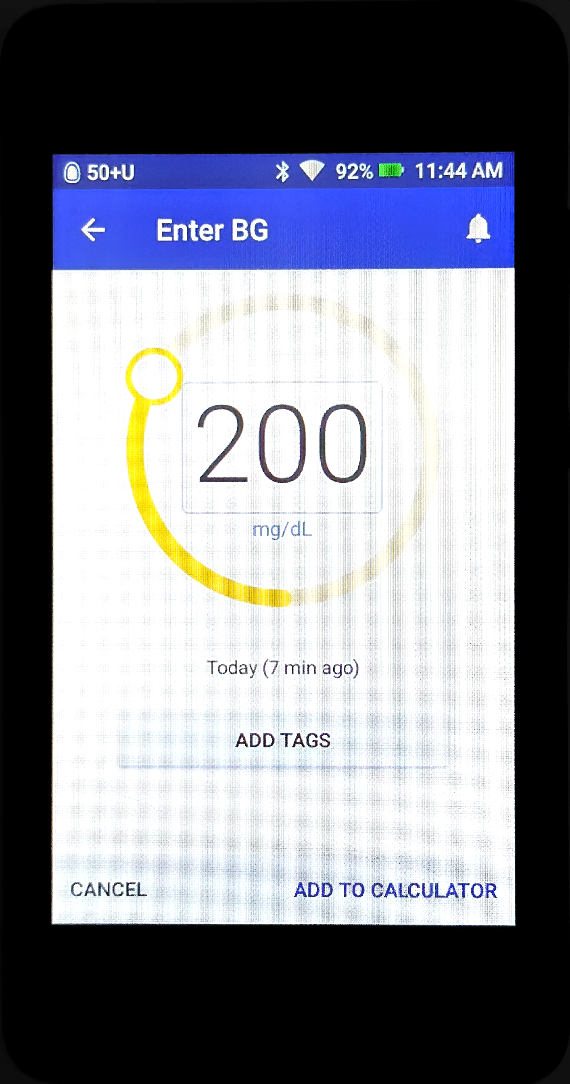 50+U 92% 11:44 AM
Enter BG
200
mg/dL
Today (7 min ago)
ADD TAGS
CANCEL ADD TO CALCULATOR